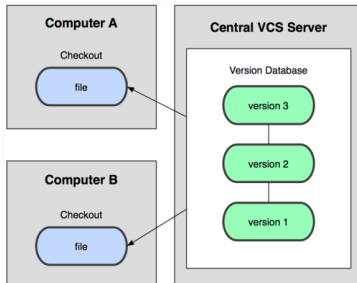 Computer A
Checkout
file
Computer B
Checkout
file
Central VCS Server
Version Database
version 3
version 2
version 1